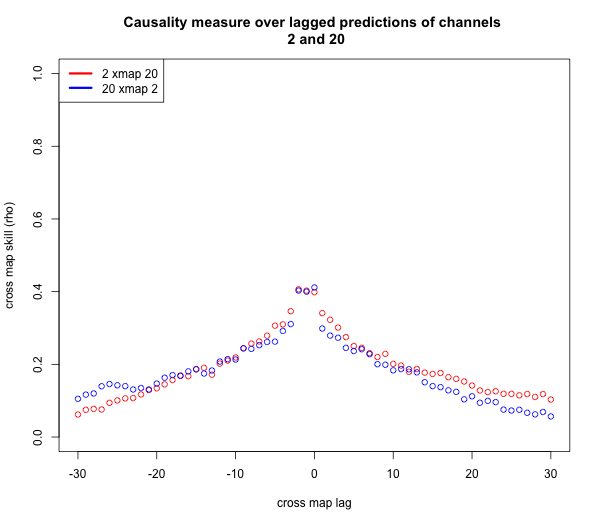 Causality measure over lagged predictions of channels
2 and 20
2 xmap 20
20 xmap 2
cross map skill (rho)
1.0
0.8
0.6
0.4
0.2
0.0
-30 -20 -10 0 10 20 30
cross map lag